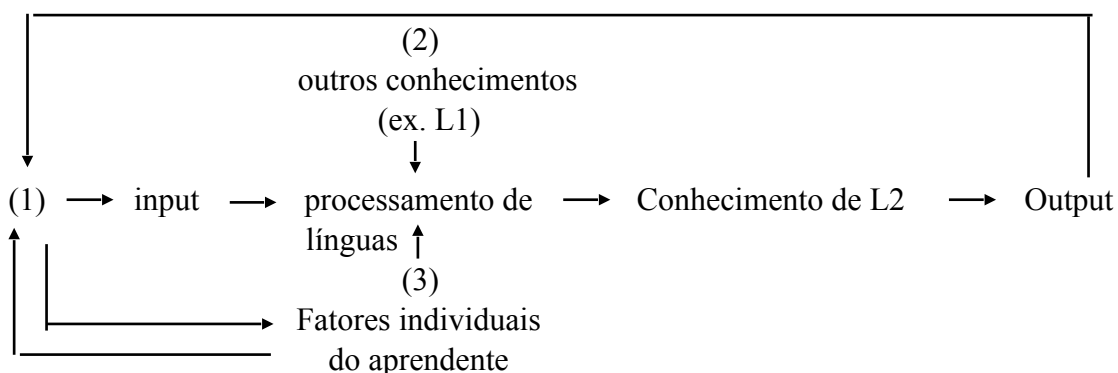 (2)
outros conhecimentos
(ex. L1)
(1) input processamento de línguas Conhecimento de L2 Output
(3)
Fatores individuais
do aprendente